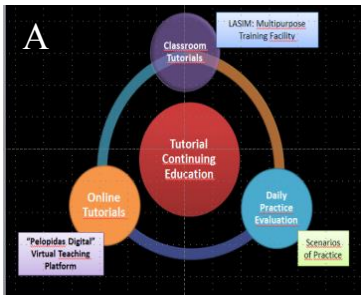 A
Classroom
Tutorials
LASIM: Multipurpose
Training Facility
Tutorial
Continuing
Education
Online
Tutorials
Daily
Practice
Evaluation
"Pelopidas Digital"
Virtual Teaching
Platform
Scenarios
of Practice